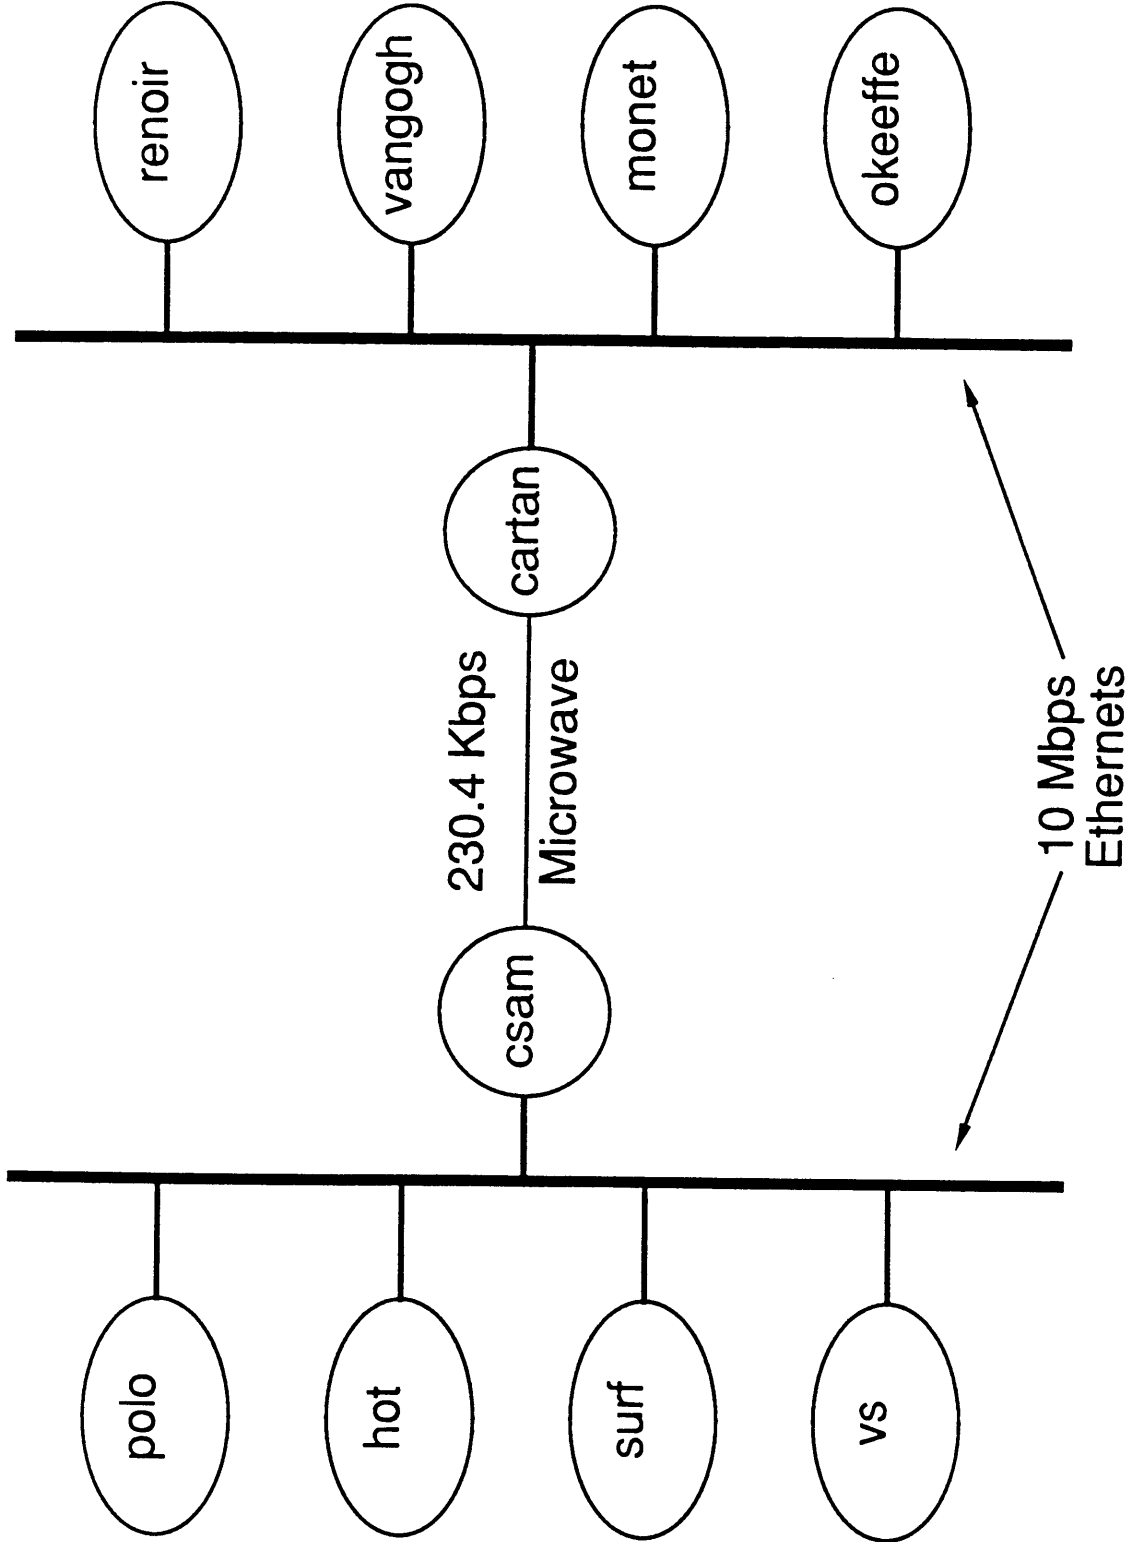 renoir
vangogh
monet
okeeffe
cartan
230.4 Kbps
Microwave
csam
10 Mbps
Ethernets
polo
hot
surf
vs